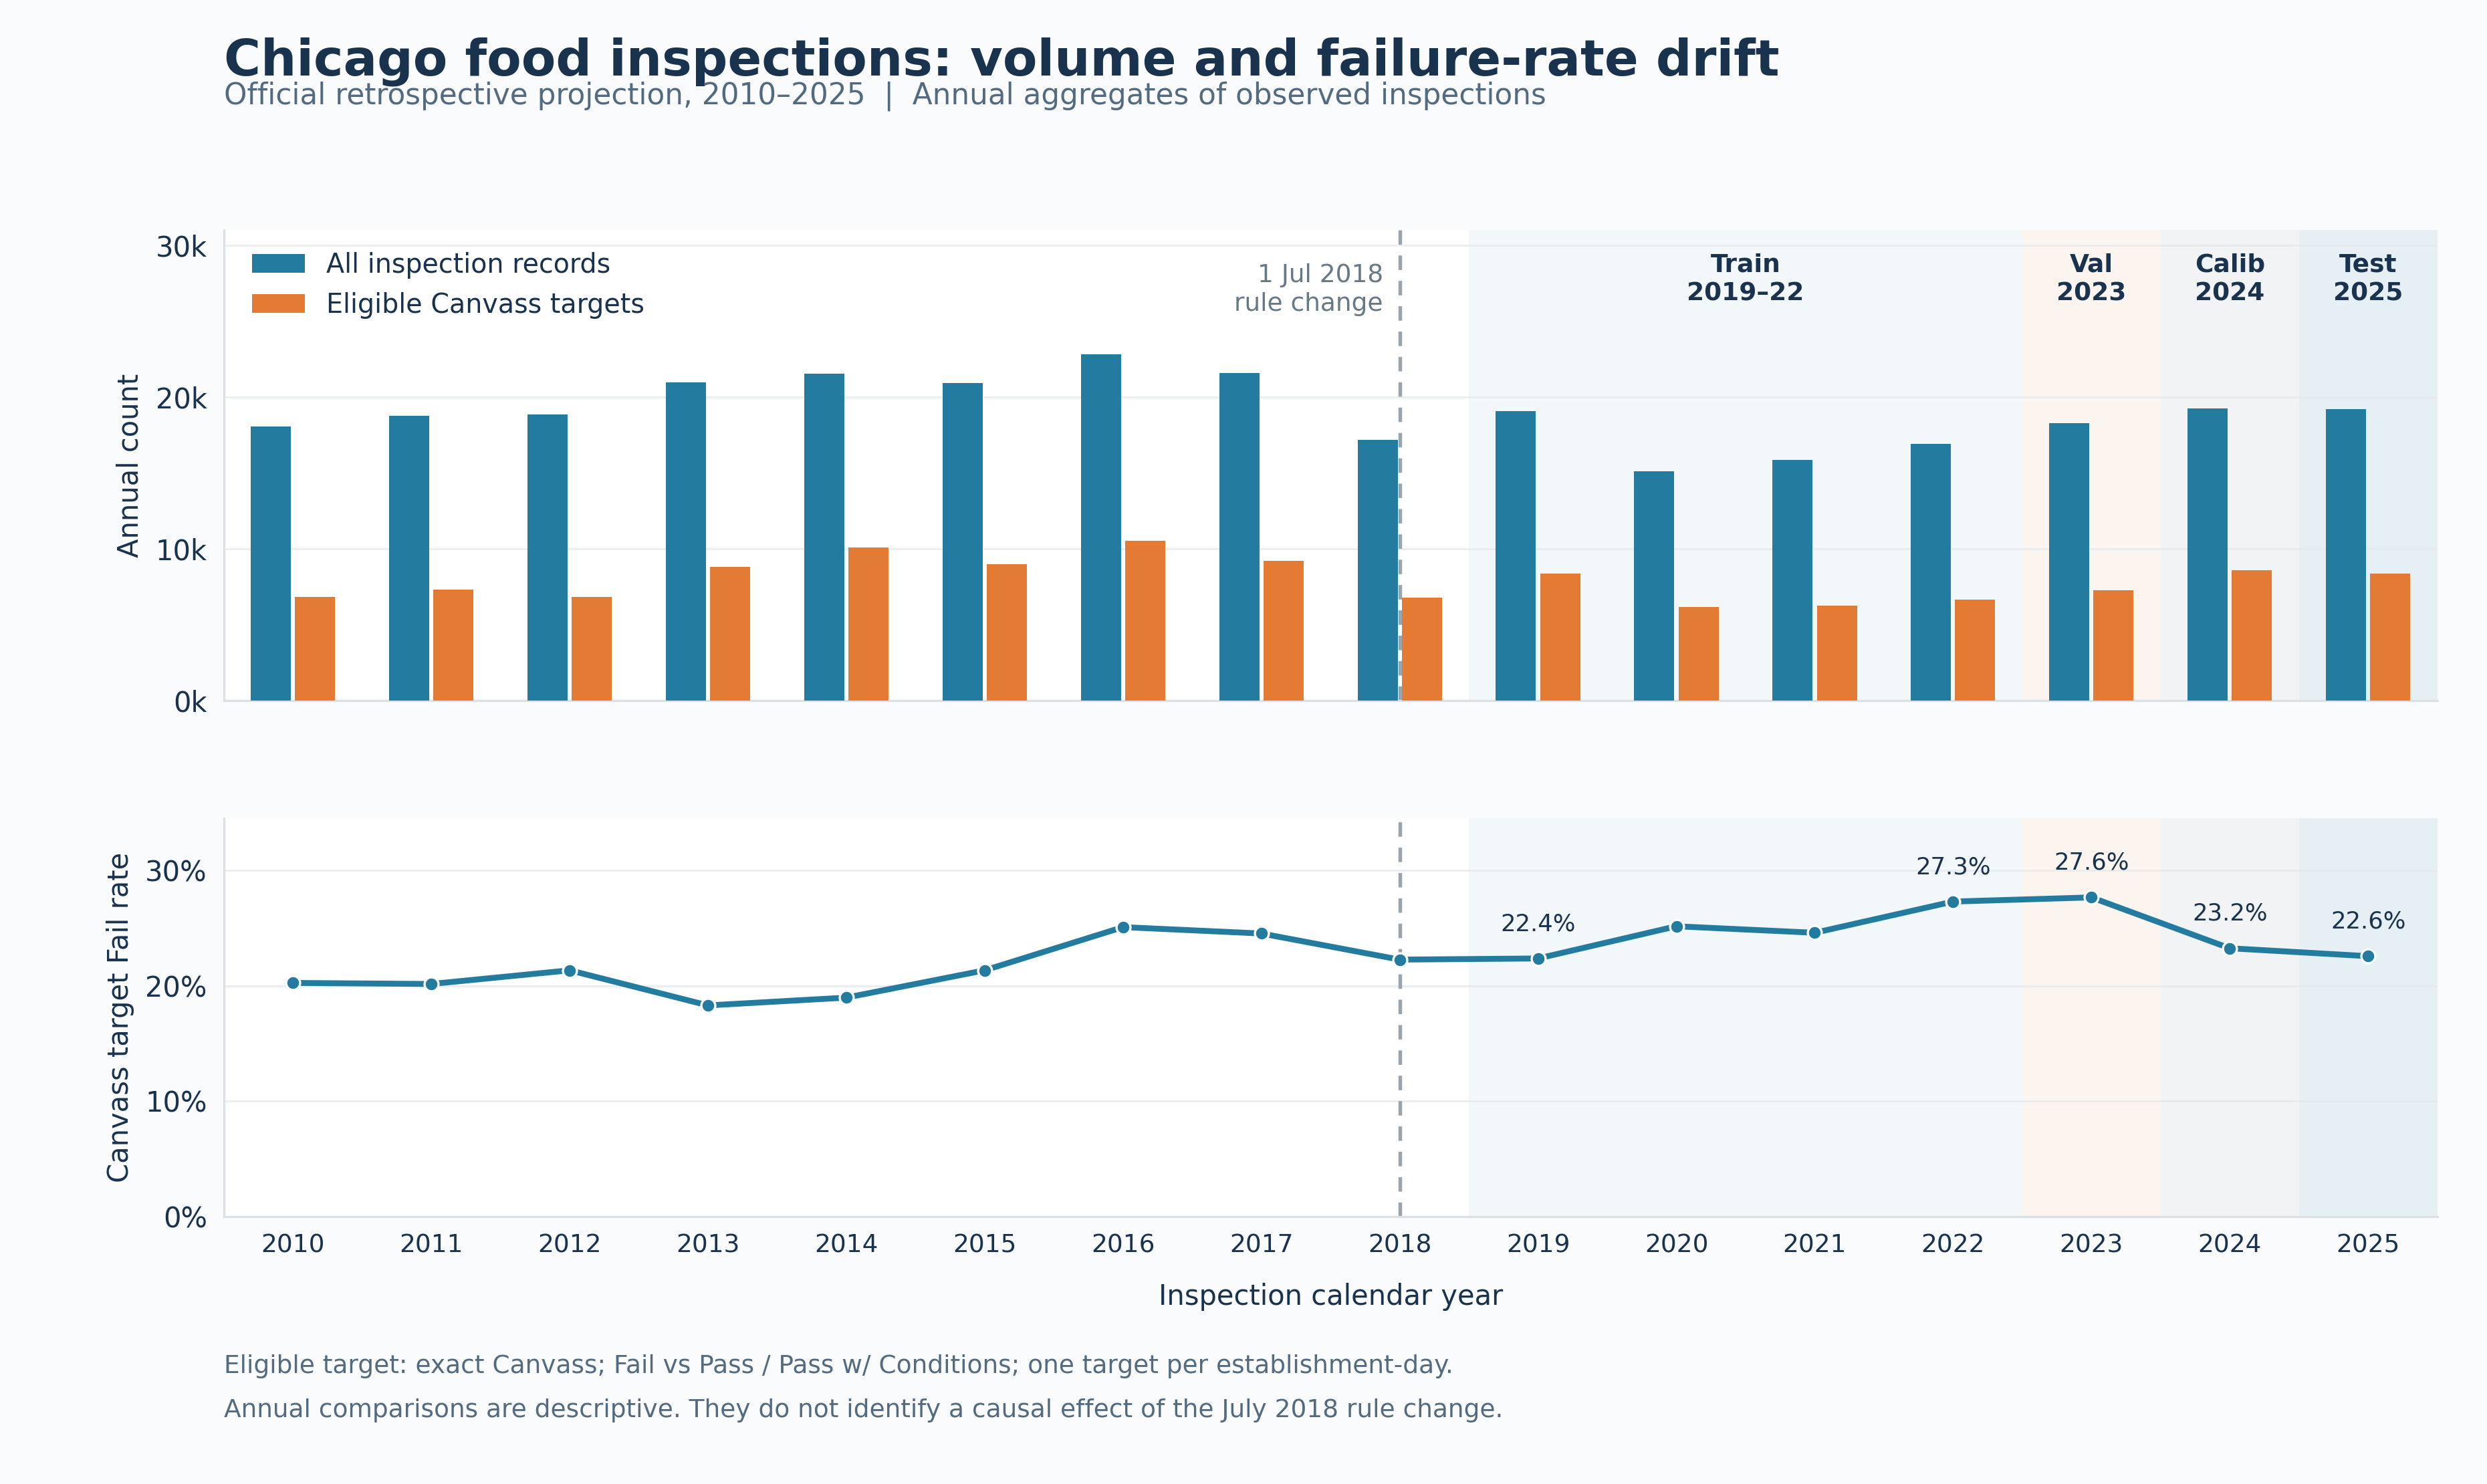 Chicago food inspections: volume and failure-rate drift
Official retrospective projection, 2010–2025 | Annual aggregates of observed inspections
30k
20k
10k
0k
Annual count
All inspection records
Eligible Canvass targets
1 Jul 2018
rule change
Train
2019–22
Val
2023
Calib
2024
Test
2025
30%
20%
10%
0%
Canvass target Fail rate
22.4%
27.3%
27.6%
23.2%
22.6%
2010 2011 2012 2013 2014 2015 2016 2017 2018 2019 2020 2021 2022 2023 2024 2025
Inspection calendar year
Eligible target: exact Canvass; Fail vs Pass / Pass w/ Conditions; one target per establishment-day.
Annual comparisons are descriptive. They do not identify a causal effect of the July 2018 rule change.